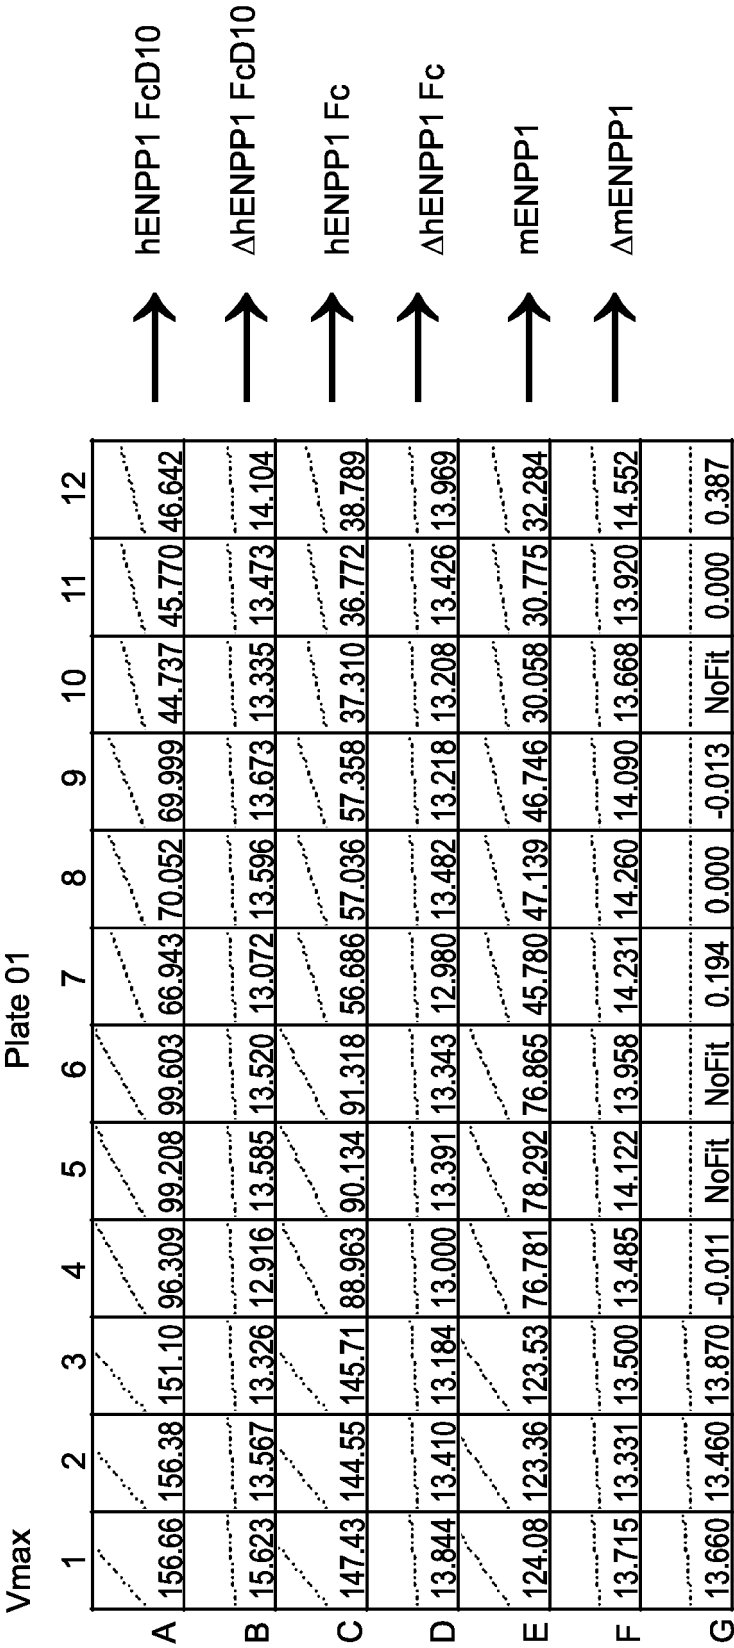 Vmax Plate 01
1 2 3 4 5 6 7 8 9 10 11 12
A 156.66 156.38 151.10 96.309 99.208 99.603 66.943 70.052 69.999 44.737 45.770 46.642 hENPP1 FcD10
B 15.623 13.567 13.326 12.916 13.585 13.520 13.072 13.596 13.673 13.335 13.473 14.104 ΔhENPP1 FcD10
C 147.43 144.55 145.71 88.963 90.134 91.318 56.686 57.036 57.358 37.310 36.772 38.789 hENPP1 Fc
D 13.844 13.410 13.184 13.000 13.391 13.343 12.980 13.482 13.218 13.208 13.426 13.969 ΔhENPP1 Fc
E 124.08 123.36 123.53 76.781 78.292 76.865 45.780 47.139 46.746 30.058 30.775 32.284 mENPP1
F 13.715 13.331 13.500 13.485 14.122 13.958 14.231 14.260 14.090 13.668 13.920 14.552 ΔmENPP1
G 13.660 13.460 13.870 -0.011 NoFit NoFit 0.194 0.000 -0.013 NoFit 0.000 0.387